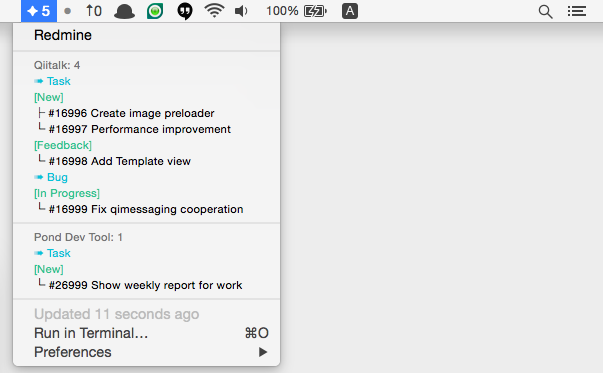 5
↑0
100%
A
Redmine
Qiitalk: 4
➠ Task
[New]
├ #16996 Create image preloader
└ #16997 Performance improvement
[Feedback]
└ #16998 Add Template view
➠ Bug
[In Progress]
└ #16999 Fix qimessaging cooperation
Pond Dev Tool: 1
➠ Task
[New]
└ #26999 Show weekly report for work
Updated 11 seconds ago
Run in Terminal… ⌘O
Preferences